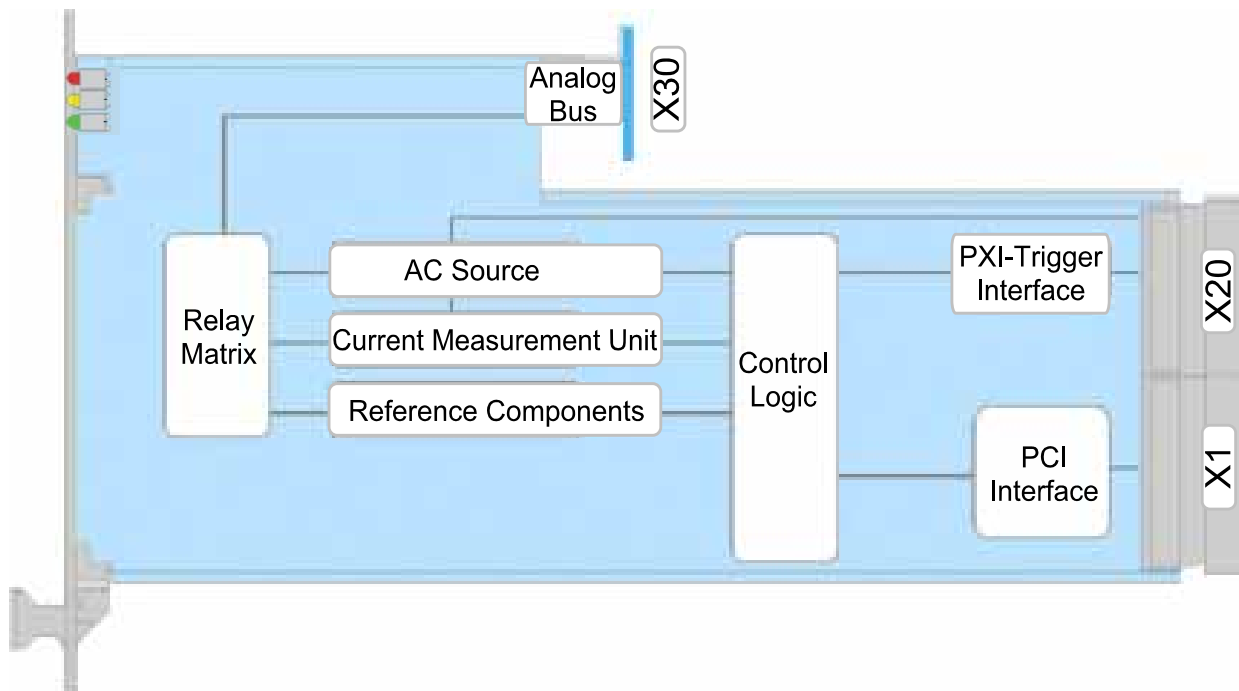 Analog
Bus
X30
AC Source
PXI-Trigger
Interface
X20
Relay
Matrix
Current Measurement Unit
Control
Logic
Reference Components
PCI
Interface
X1